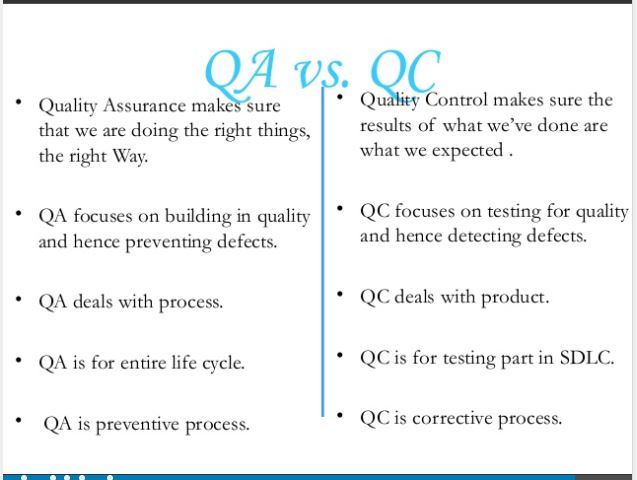 QA vs. QC
• Quality Assurance makes sure
that we are doing the right things,
the right Way.
• QA focuses on building in quality
and hence preventing defects.
• QA deals with process.
• QA is for entire life cycle.
• QA is preventive process.
• Quality Control makes sure the
results of what we've done are
what we expected .
• QC focuses on testing for quality
and hence detecting defects.
• QC deals with product.
• QC is for testing part in SDLC.
• QC is corrective process.